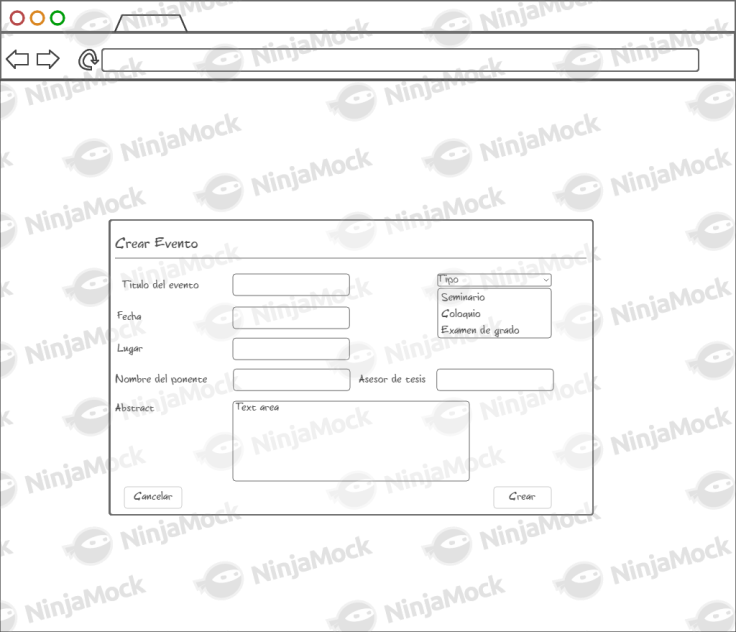 Crear Evento
Titulo del evento
Tipo
Seminario
Coloquio
Examen de grado
Fecha
Lugar
Nombre del ponente
Asesor de tesis
Abstract
Text area
Cancelar
Crear
NinjaMock